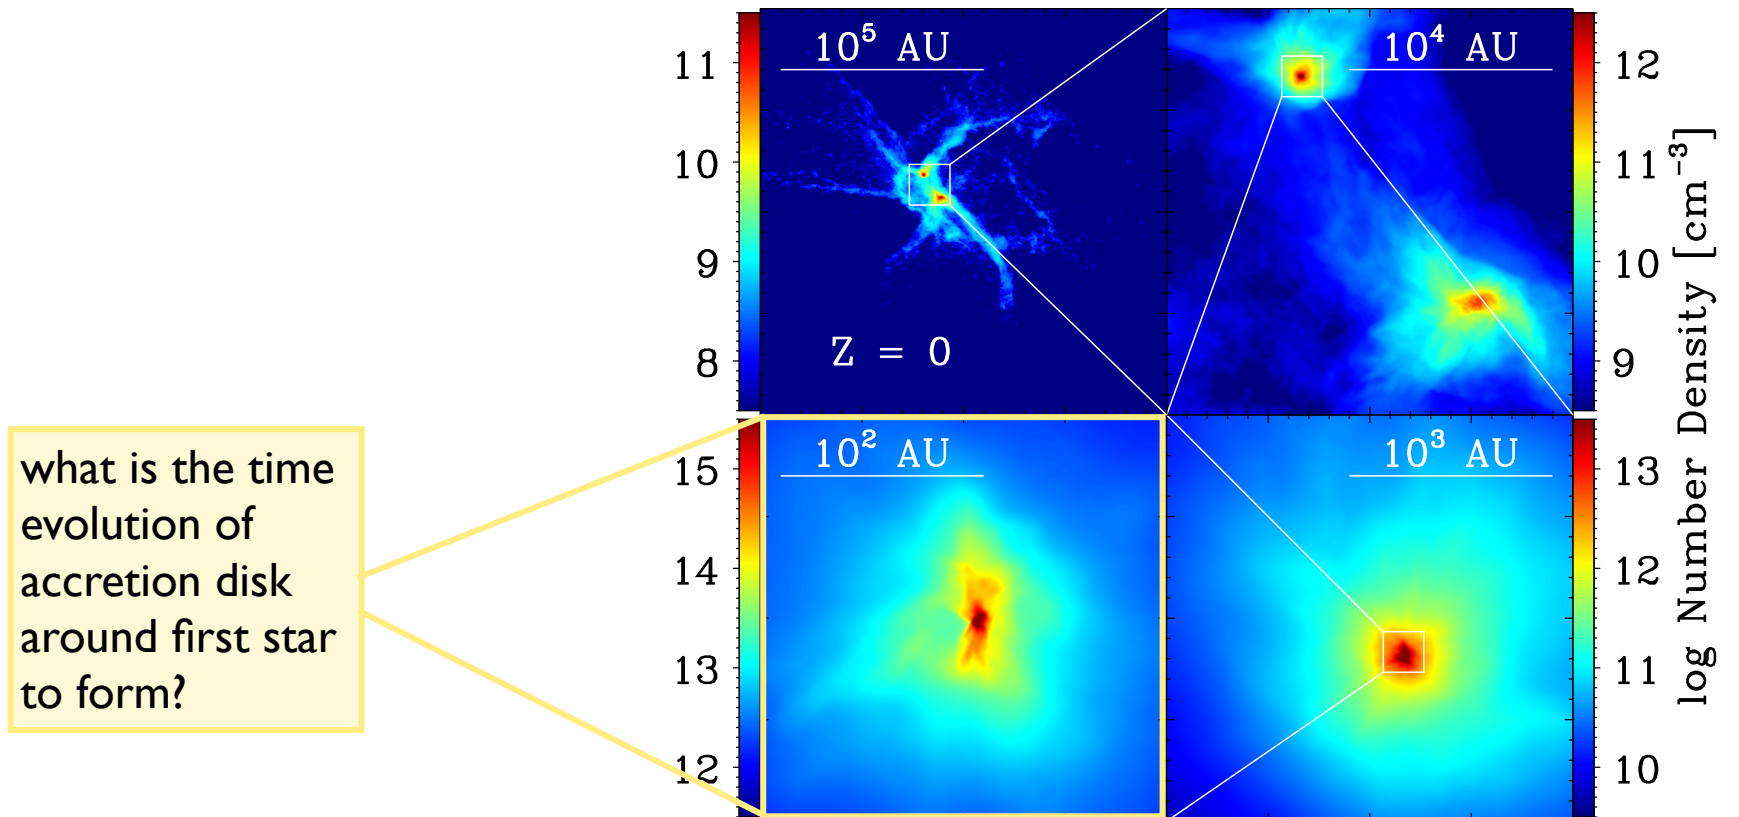 what is the time
evolution of
accretion disk
around first star
to form?
11
10
9
8
10⁵ AU
Z = 0
10⁴ AU
12
11
10
9
15
14
13
12
10² AU
10³ AU
13
12
11
10
log Number Density [cm⁻³]